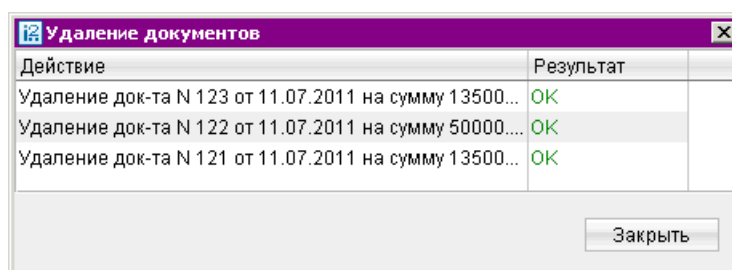 Удаление документов
Действие Результат
Удаление док-та N 123 от 11.07.2011 на сумму 13500... OK
Удаление док-та N 122 от 11.07.2011 на сумму 50000.... OK
Удаление док-та N 121 от 11.07.2011 на сумму 13500... OK
Закрыть